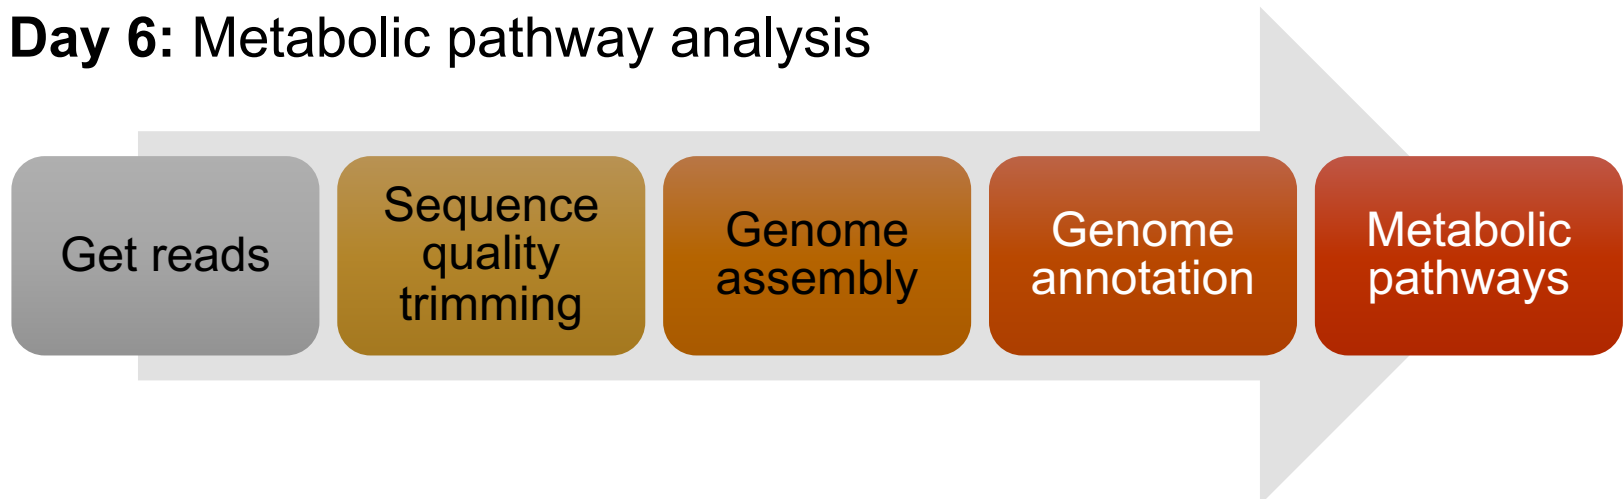 Day 6: Metabolic pathway analysis
Get reads
Sequence
quality
trimming
Genome
assembly
Genome
annotation
Metabolic
pathways